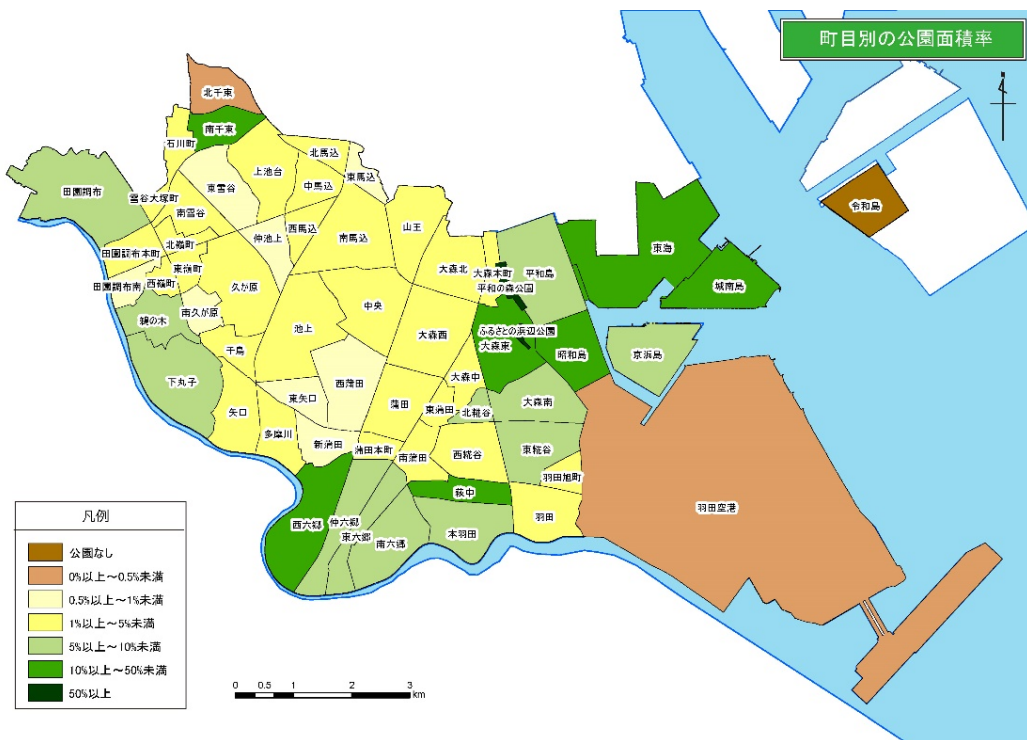 町目別の公園面積率
北千束
南千束
石川町
北馬込
上池台
東馬込
中馬込
東雪谷
田園調布
雪谷大塚町
南雪谷
西馬込
山王
仲池上
南馬込
北嶺町
田園調布本町
東嶺町
大森北
大森本町
平和島
平和の森公園
東海
令和島
城南島
田園調布南
西嶺町
久が原
南久が原
鵜の木
中央
池上
大森西
ふるさとの浜辺公園
大森東
昭和島
京浜島
千鳥
下丸子
西蒲田
大森中
東矢口
矢口
蒲田
東蒲田
北糀谷
大森南
多摩川
新蒲田
蒲田本町
南蒲田
西糀谷
東糀谷
羽田旭町
萩中
羽田
羽田空港
西六郷
仲六郷
東六郷
南六郷
本羽田
凡例
公園なし
0%以上～0.5%未満
0.5%以上～1%未満
1%以上～5%未満
5%以上～10%未満
10%以上～50%未満
50%以上
0 0.5 1 2 3
km